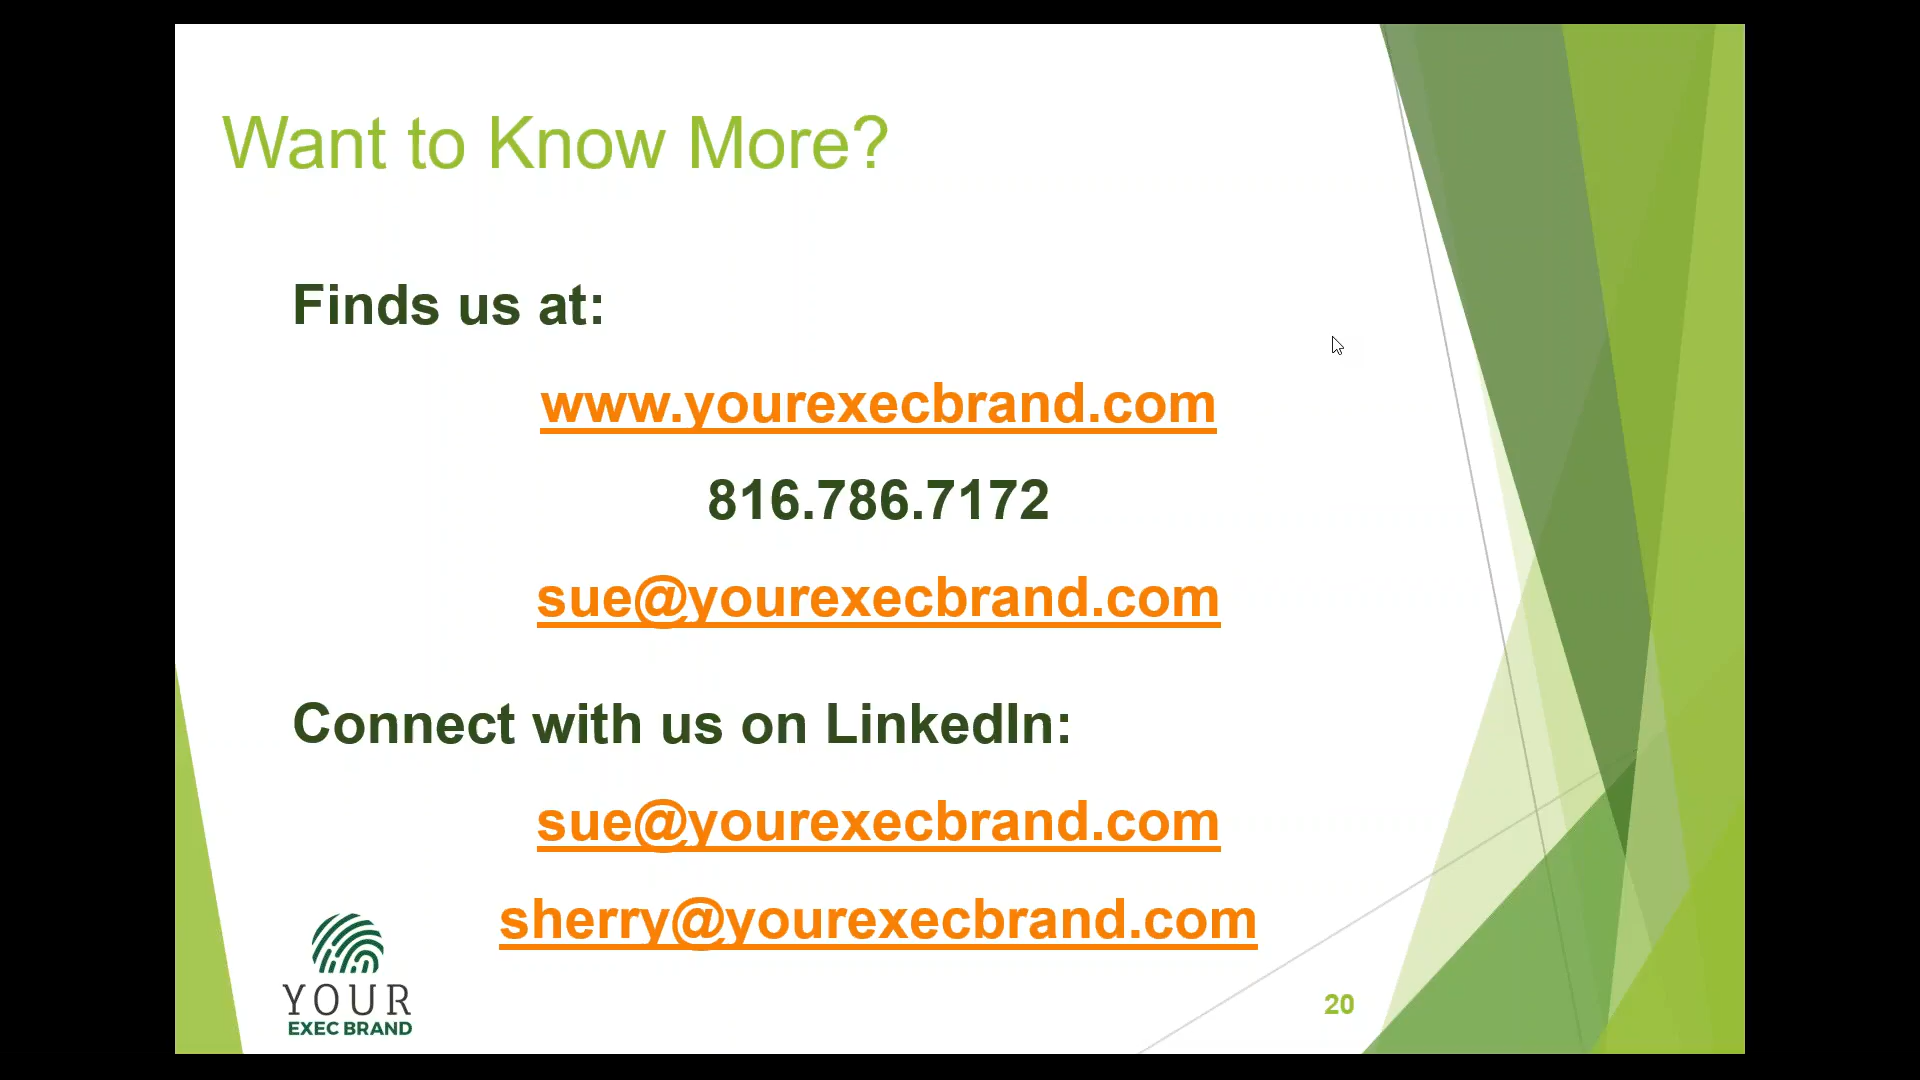 Want to Know More?
Finds us at:
www.yourexecbrand.com
816.786.7172
sue@yourexecbrand.com
Connect with us on LinkedIn:
sue@yourexecbrand.com
sherry@yourexecbrand.com
YOUR
EXEC BRAND
20